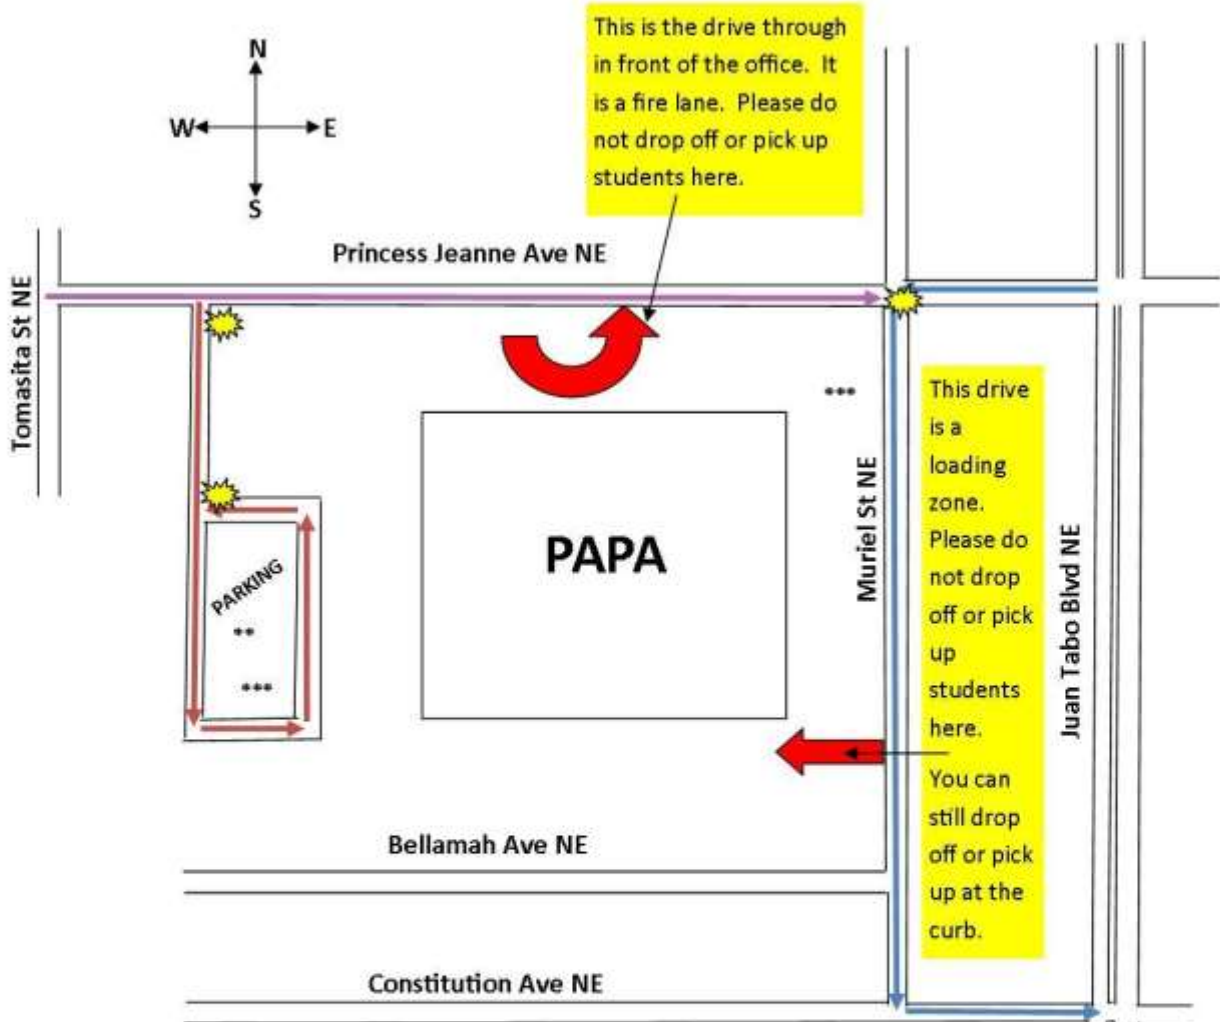 This is the drive through
in front of the office. It
is a fire lane. Please do
not drop off or pick up
students here.
N
W
E
S
Princess Jeanne Ave NE
Tomasita St NE
***
This drive
is a
loading
zone.
Please do
not drop
off or pick
up
students
here.
You can
still drop
off or pick
up at the
curb.
Muriel St NE
Juan Tabo Blvd NE
PAPA
PARKING
**
***
Bellamah Ave NE
Constitution Ave NE